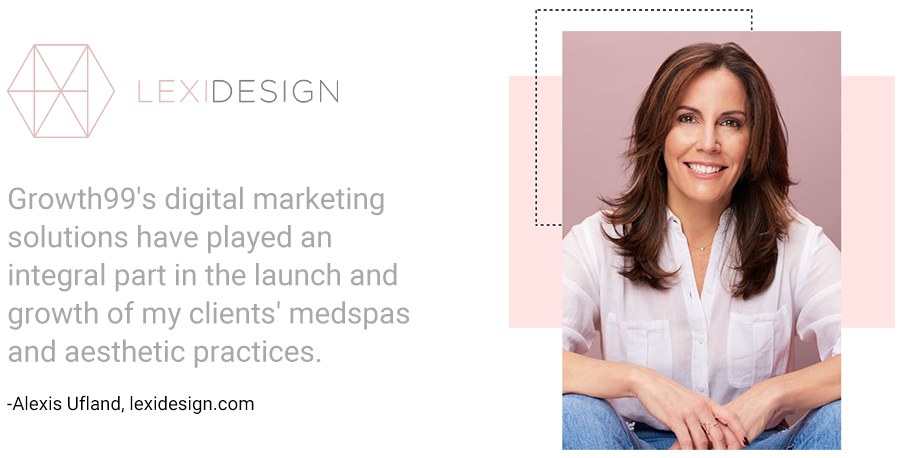 LEXIDESIGN
Growth99's digital marketing
solutions have played an
integral part in the launch and
growth of my clients' medspas
and aesthetic practices.
-Alexis Ufland, lexidesign.com